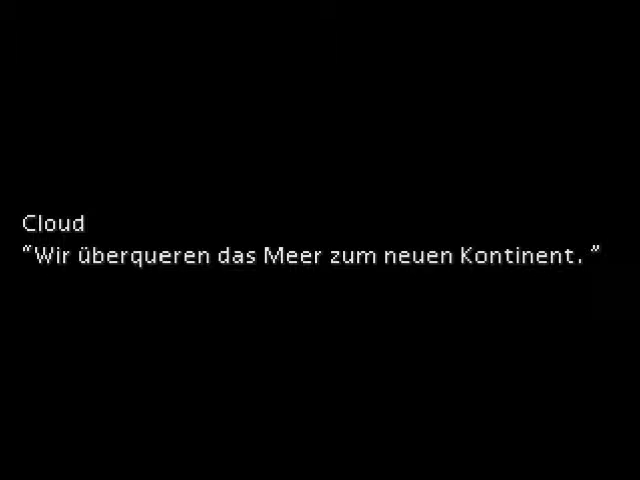 Cloud
“Wir überqueren das Meer zum neuen Kontinent. ”